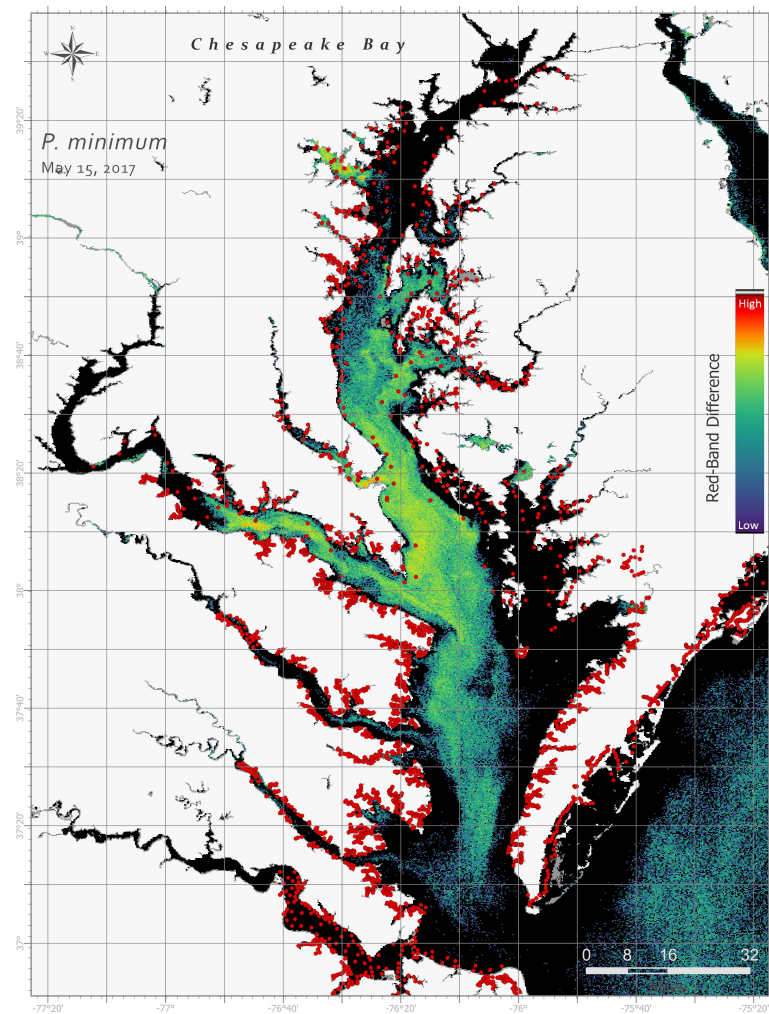 N
W E
S
Chesapeake Bay
P. minimum
May 15, 2017
39°20'
39°
38°40'
38°20'
38°
37°40'
37°20'
37°
High
Red-Band Difference
Low
0 8 16 32
-77°20' -77° -76°40' -76°20' -76° -75°40' -75°20'